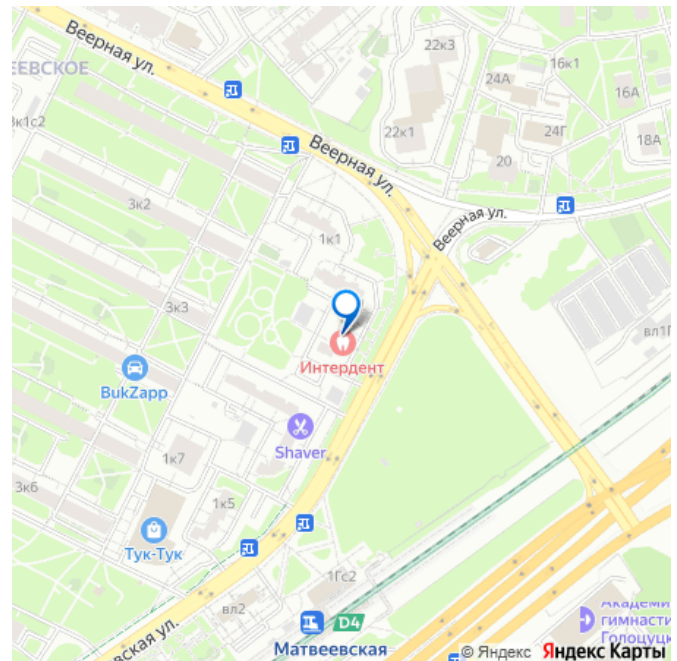 Веерная ул.
22к3
16к1
ЕЕВСКОЕ
24А
16А
3к1с2
22к1
24Г
18А
20
Веерная ул.
3к2
Веерная ул.
1к1
3к3
вл1Г
Интердент
BukZapp
Shaver
1к7
3к6
1к5
Тук-Тук
1Гс2
вл2
D4
вская ул.
Матвеевская
Академи
гимнасти
Голоцуцк
© Яндекс Яндекс Карты